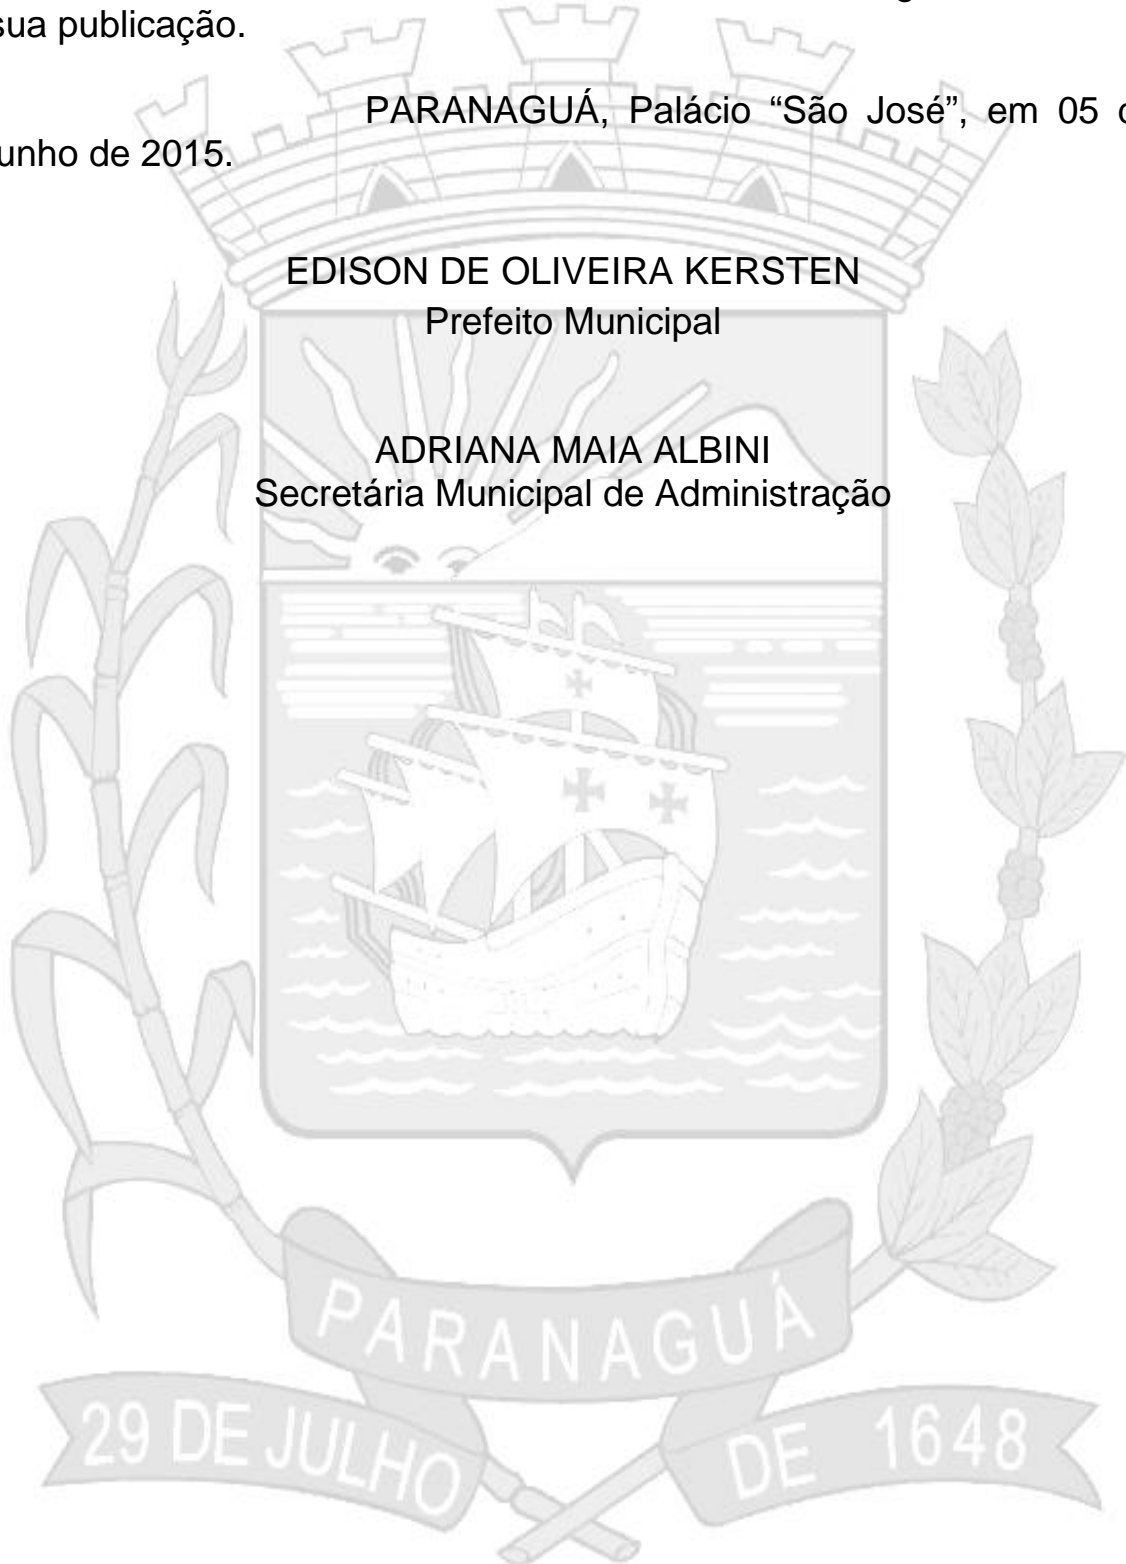 sua publicação.
PARANAGUÁ, Palácio “São José”, em 05
unho de 2015.
EDISON DE OLIVEIRA KERSTEN
Prefeito Municipal
ADRIANA MAIA ALBINI
Secretária Municipal de Administração
PARANAGUÁ
29 DE JULHO DE 1648